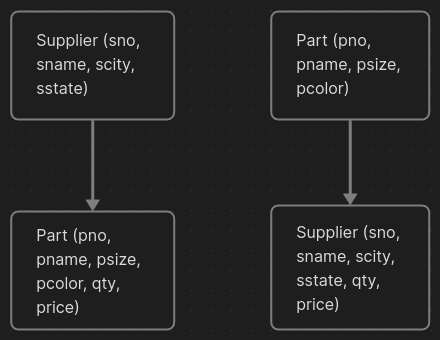 Supplier (sno,
sname, scity,
sstate)
Part (pno,
pname, psize,
pcolor)
Part (pno,
pname, psize,
pcolor, qty,
price)
Supplier (sno,
sname, scity,
sstate, qty,
price)